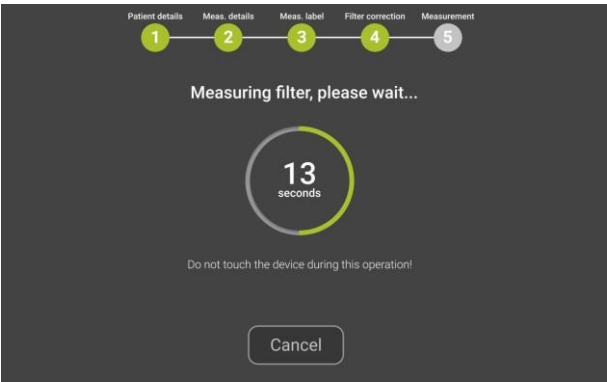 Patient details Meas. details Meas. label Filter correction Measurement
1 2 3 4 5
Measuring filter, please wait...
13
seconds
Do not touch the device during this operation!
Cancel